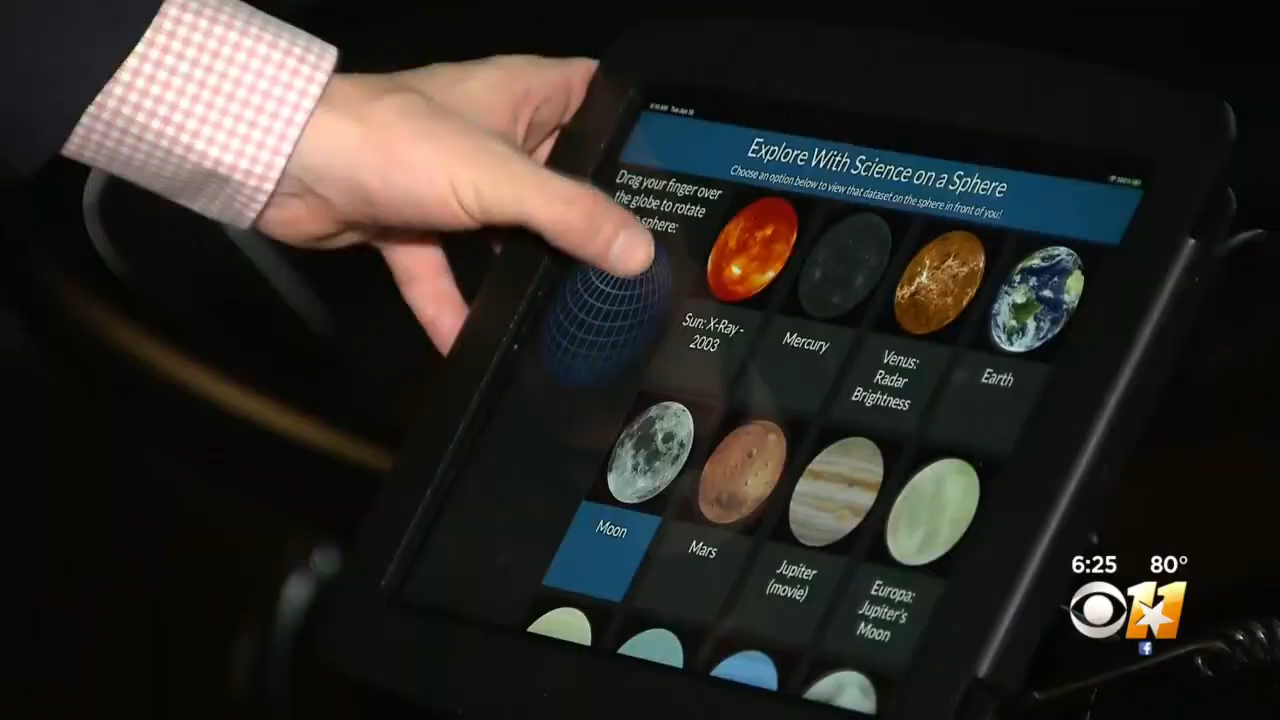 Explore With Science on a Sphere
Choose an option below to view that dataset on the sphere in front of you!
Drag your finger over
the globe to rotate
sphere:
Sun: X-Ray -
2003
Mercury
Venus:
Radar
Brightness
Earth
Moon
Mars
Jupiter
(movie)
Europa:
Jupiter's
Moon
6:25 80°
11
f